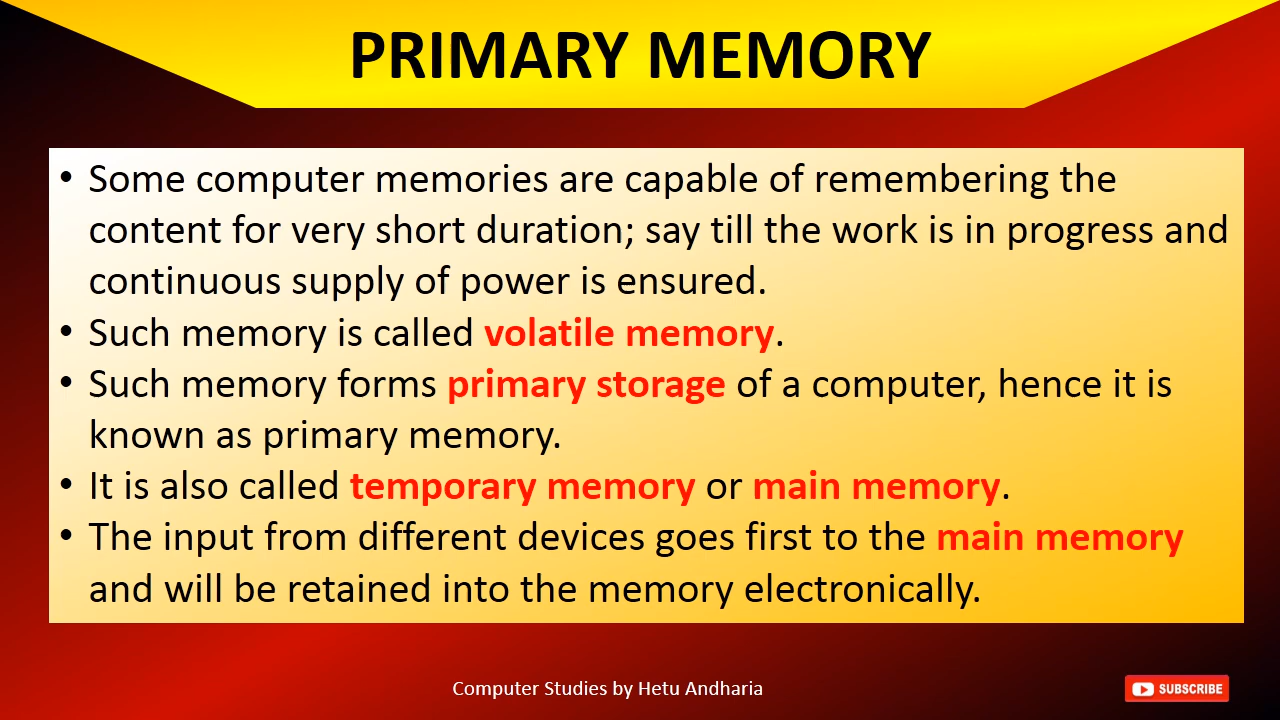 PRIMARY MEMORY
• Some computer memories are capable of remembering the
content for very short duration; say till the work is in progress and
continuous supply of power is ensured.
• Such memory is called volatile memory.
• Such memory forms primary storage of a computer, hence it is
known as primary memory.
• It is also called temporary memory or main memory.
• The input from different devices goes first to the main memory
and will be retained into the memory electronically.
Computer Studies by Hetu Andharia
SUBSCRIBE